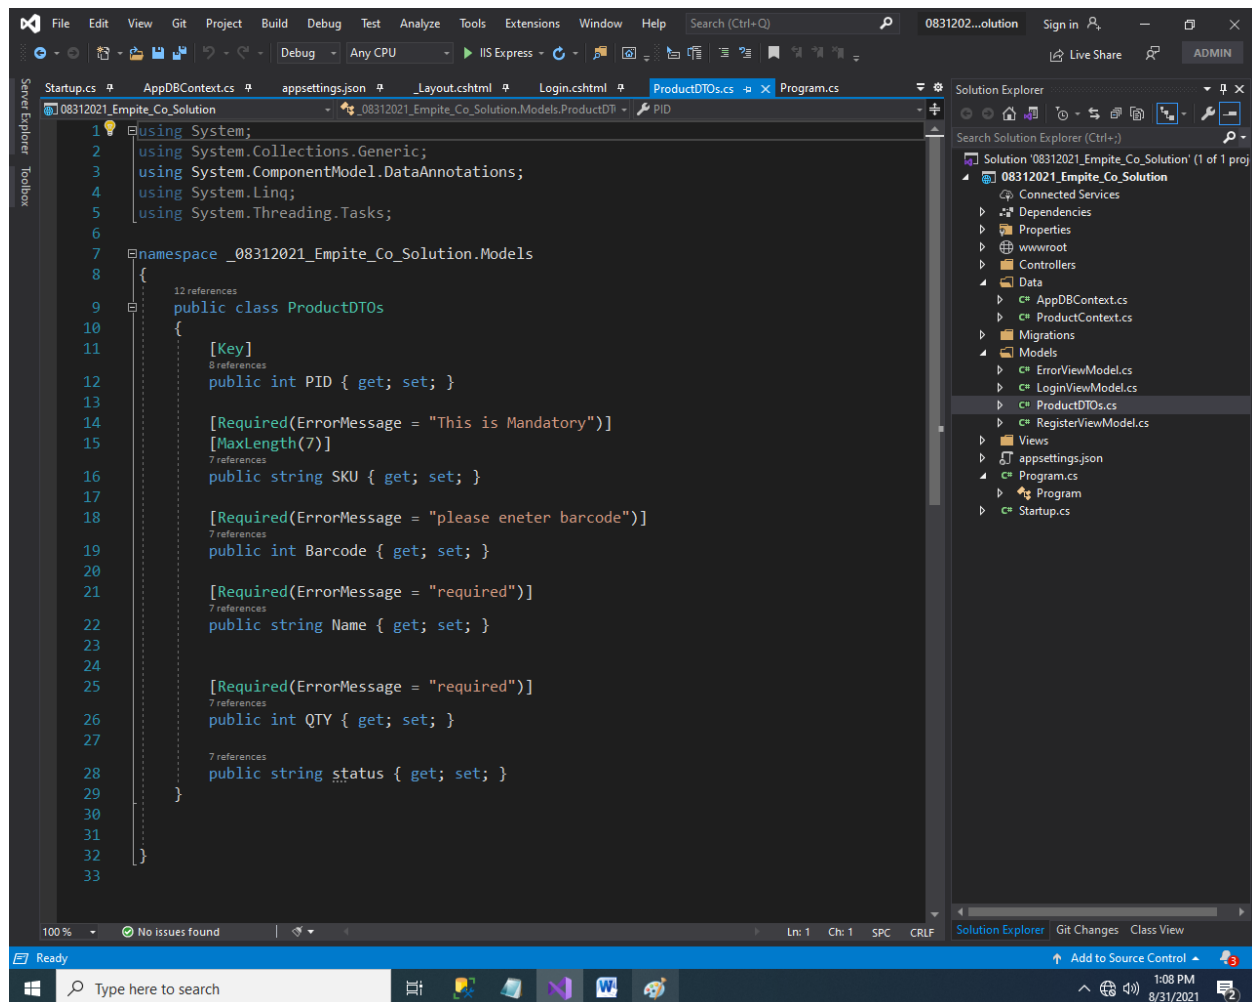 File Edit View Git Project Build Debug Test Analyze Tools Extensions Window Help Search (Ctrl+Q) 0831202...olution Sign in
Debug Any CPU IIS Express Live Share ADMIN
Server Explorer
Toolbox
Startup.cs AppDBContext.cs appsettings.json _Layout.cshtml Login.cshtml ProductDTOs.cs Program.cs
08312021_Empite_Co_Solution _08312021_Empite_Co_Solution.Models.ProductDT PID
1 using System;
2 using System.Collections.Generic;
3 using System.ComponentModel.DataAnnotations;
4 using System.Linq;
5 using System.Threading.Tasks;
6
7 namespace _08312021_Empite_Co_Solution.Models
8 {
12 references
9 public class ProductDTOs
10 {
11 [Key]
8 references
12 public int PID { get; set; }
13
14 [Required(ErrorMessage = "This is Mandatory")]
15 [MaxLength(7)]
7 references
16 public string SKU { get; set; }
17
18 [Required(ErrorMessage = "please eneter barcode")]
7 references
19 public int Barcode { get; set; }
20
21 [Required(ErrorMessage = "required")]
7 references
22 public string Name { get; set; }
23
24
25 [Required(ErrorMessage = "required")]
7 references
26 public int QTY { get; set; }
27
7 references
28 public string status { get; set; }
29 }
30
31
32 }
33
100 % No issues found Ln: 1 Ch: 1 SPC CRLF
Solution Explorer
Search Solution Explorer (Ctrl+;)
Solution '08312021_Empite_Co_Solution' (1 of 1 proj
08312021_Empite_Co_Solution
Connected Services
Dependencies
Properties
wwwroot
Controllers
Data
C# AppDBContext.cs
C# ProductContext.cs
Migrations
Models
C# ErrorViewModel.cs
C# LoginViewModel.cs
C# ProductDTOs.cs
C# RegisterViewModel.cs
Views
appsettings.json
C# Program.cs
Program
C# Startup.cs
Solution Explorer Git Changes Class View
Ready Add to Source Control 3
Type here to search W 1:08 PM
8/31/2021 2